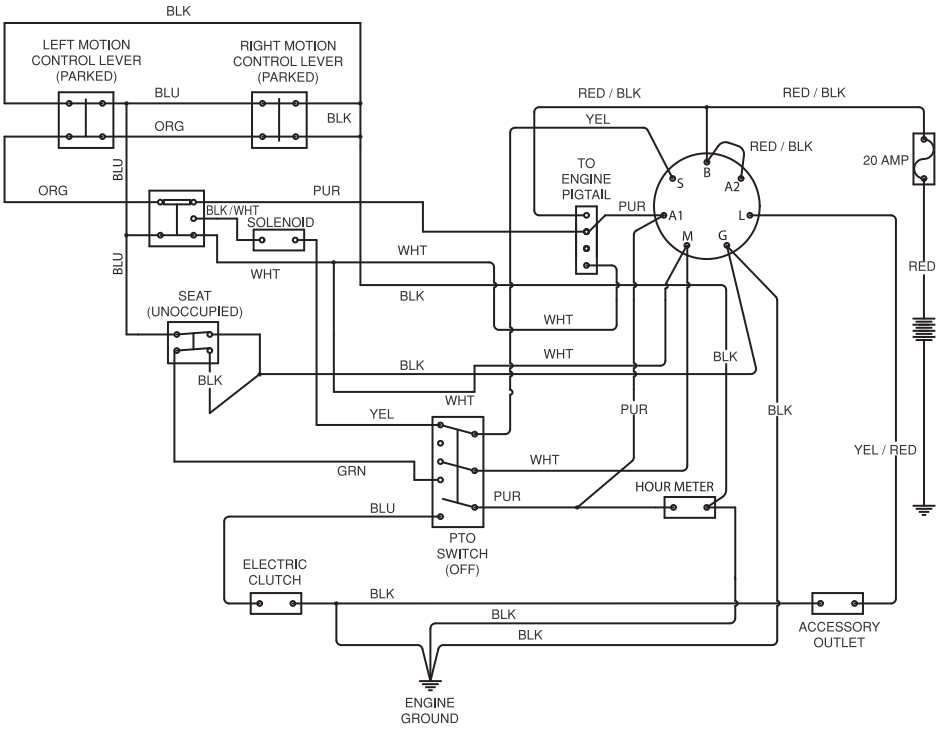 BLK
LEFT MOTION
CONTROL LEVER
(PARKED)
RIGHT MOTION
CONTROL LEVER
(PARKED)
BLU
BLK
ORG
RED / BLK
RED / BLK
YEL
RED / BLK
20 AMP
TO
ENGINE
PIGTAIL
BLU
ORG
PUR
BLK/WHT
SOLENOID
PUR
S
B
A2
A1
L
M
G
WHT
WHT
BLU
BLK
RED
SEAT
(UNOCCUPIED)
WHT
WHT
BLK
BLK
BLK
WHT
YEL
PUR
BLK
GRN
WHT
YEL / RED
PUR
HOUR METER
BLU
PTO
SWITCH
(OFF)
ELECTRIC
CLUTCH
BLK
BLK
BLK
ACCESSORY
OUTLET
ENGINE
GROUND